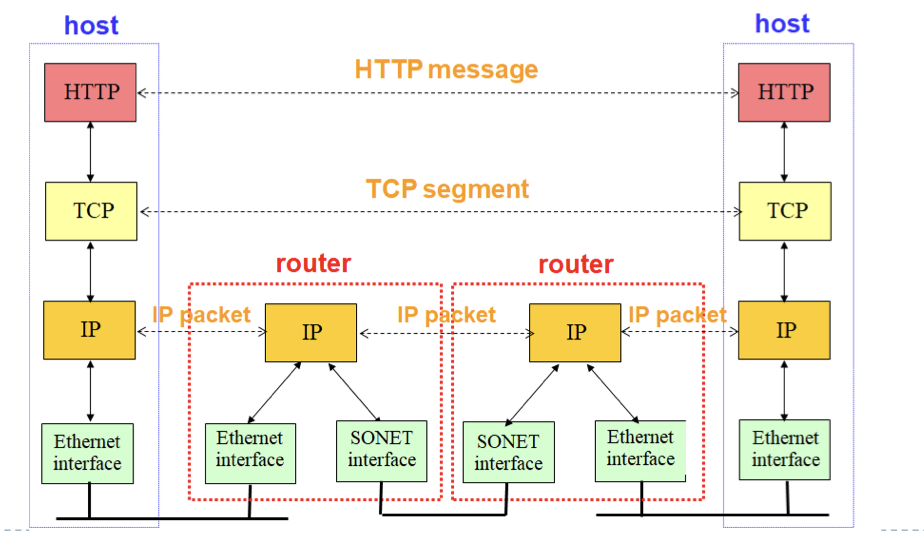 host
host
HTTP
HTTP message
HTTP
TCP
TCP segment
TCP
router
router
IP
IP packet
IP
IP packet
IP
IP packet
IP
Ethernet
interface
Ethernet
interface
SONET
interface
SONET
interface
Ethernet
interface
Ethernet
interface